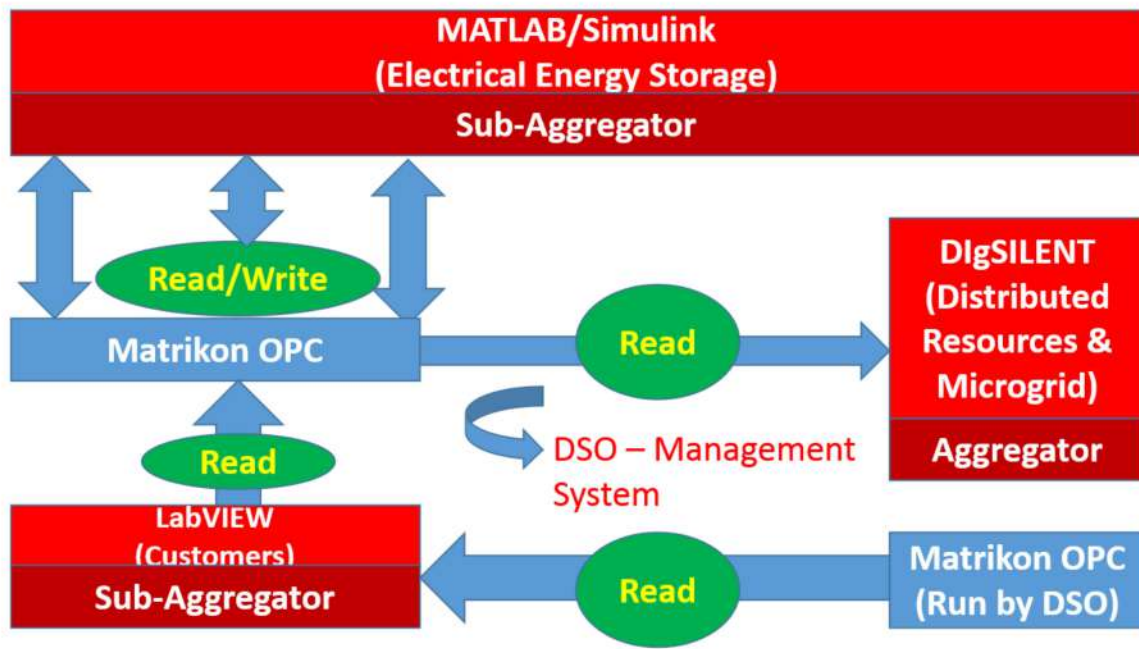 MATLAB/Simulink
(Electrical Energy Storage)
Sub-Aggregator
Read/Write
Matrikon OPC
Read
DIgSILENT
(Distributed
Resources &
Microgrid)
Aggregator
DSO – Management
System
Read
LabVIEW
(Customers)
Sub-Aggregator
Read
Matrikon OPC
(Run by DSO)